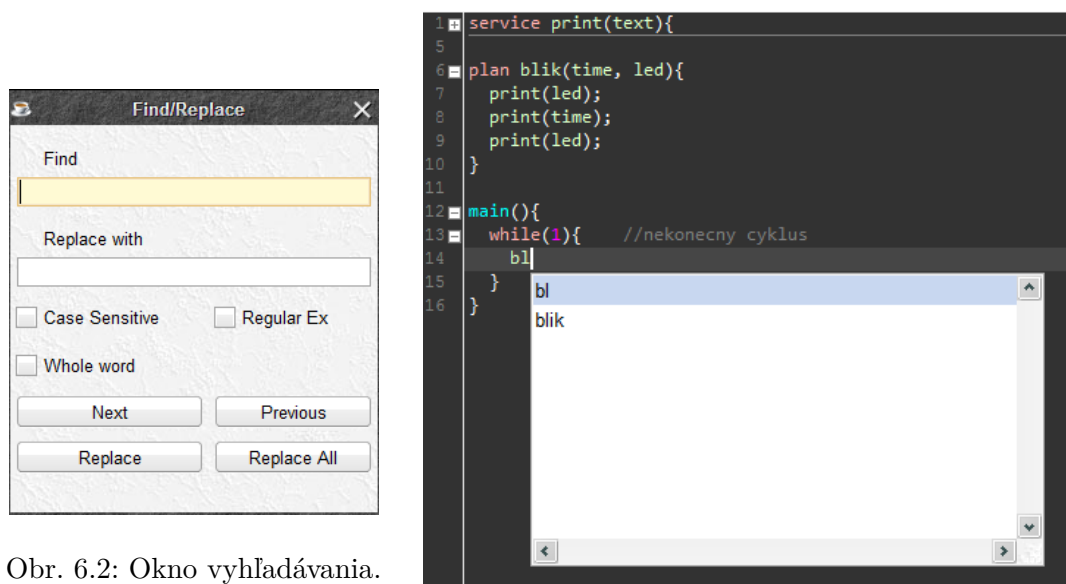 Find/Replace
Find
Replace with
Case Sensitive
Regular Ex
Whole word
Next
Previous
Replace
Replace All
Obr. 6.2: Okno vyhľadávania.
1 service print(text){
5
6 plan blik(time, led){
7 print(led);
8 print(time);
9 print(led);
10 }
11
12 main(){
13 while(1){ //nekonecny cyklus
14 bl
15 }
16 }
bl
blik